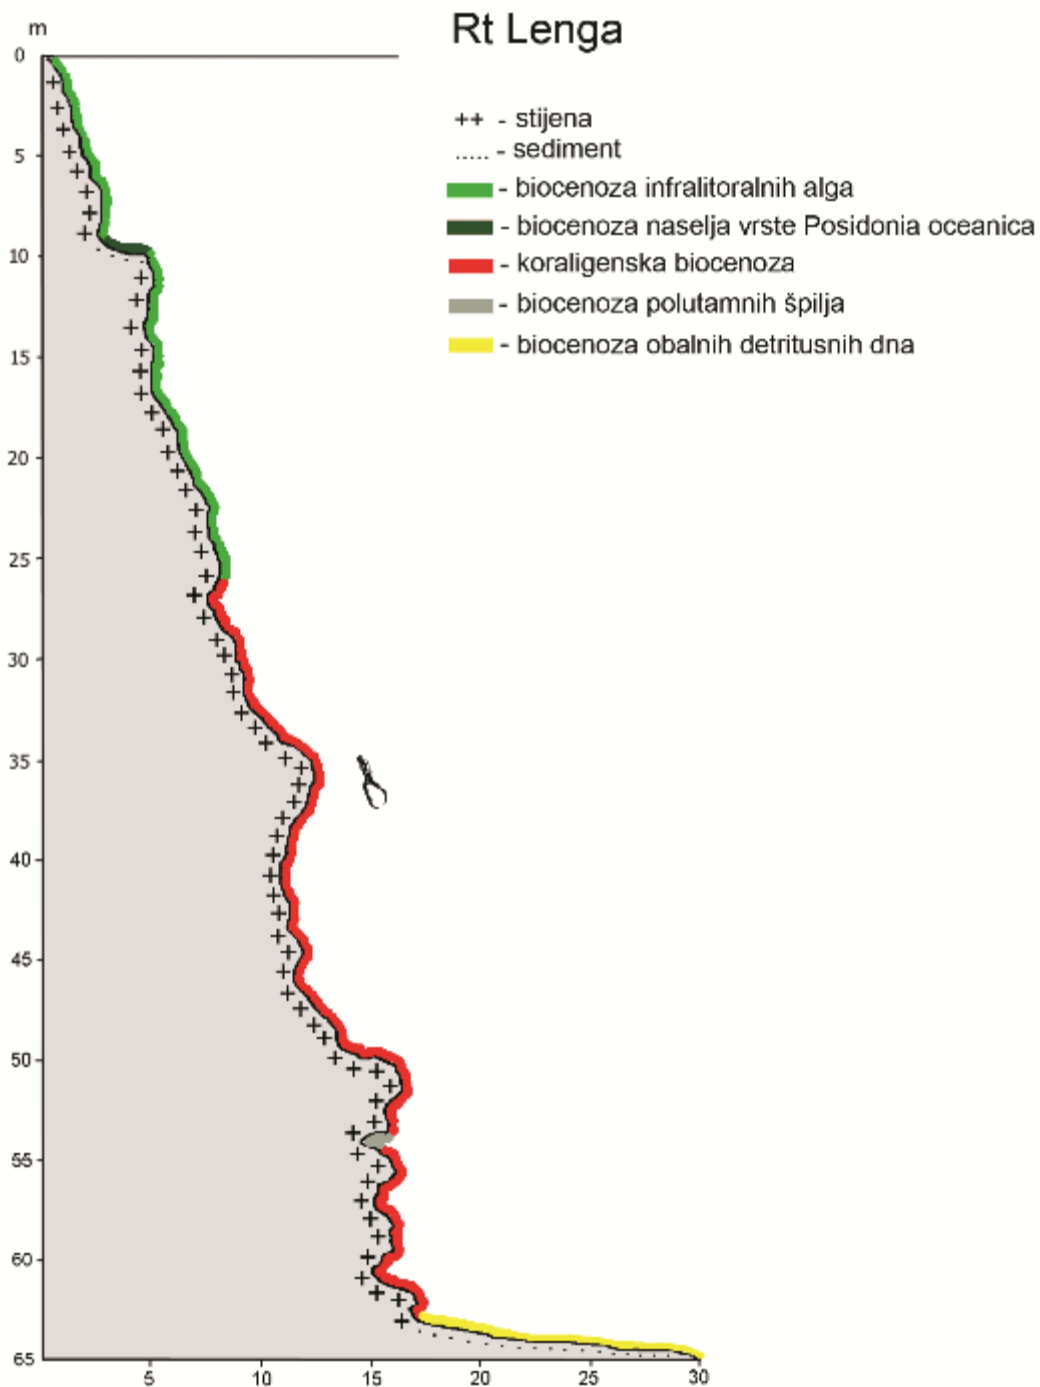 Rt Lenga
m
++ - stijena
..... - sediment
- biocenoza infralitoralnih alga
- biocenoza naselja vrste Posidonia oceanica
- koraligenska biocenoza
- biocenoza polutamnih špilja
- biocenoza obalnih detritusnih dna
0
5
10
15
20
25
30
35
40
45
50
55
60
65
5 10 15 20 25 30